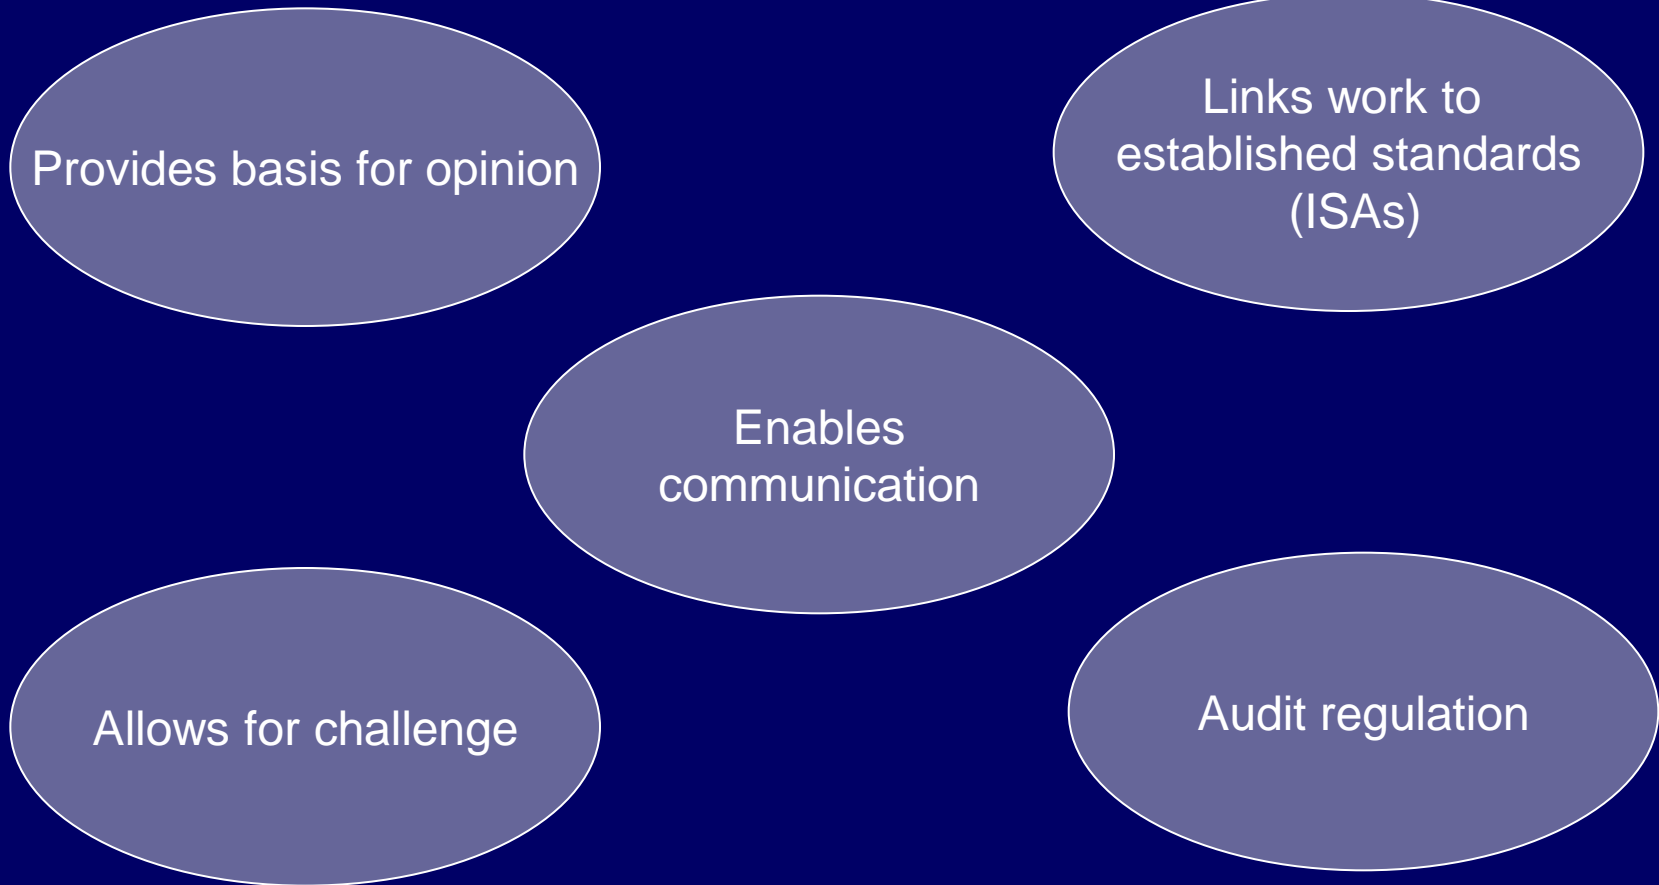 Provides basis for opinion
Links work to
established standards
(ISAs)
Enables
communication
Allows for challenge
Audit regulation